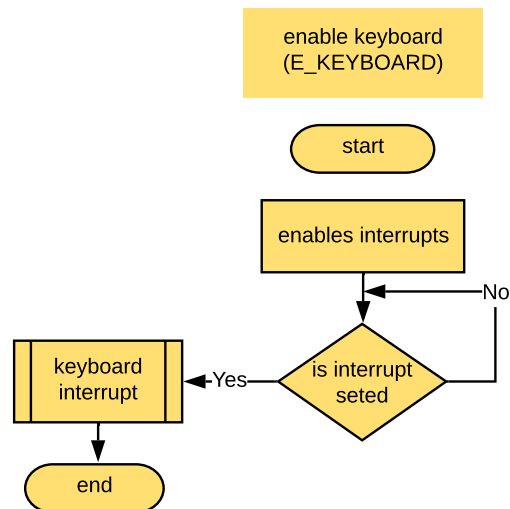 enable keyboard
(E_KEYBOARD)
start
enables interrupts
No
is interrupt
seted
Yes
keyboard
interrupt
end